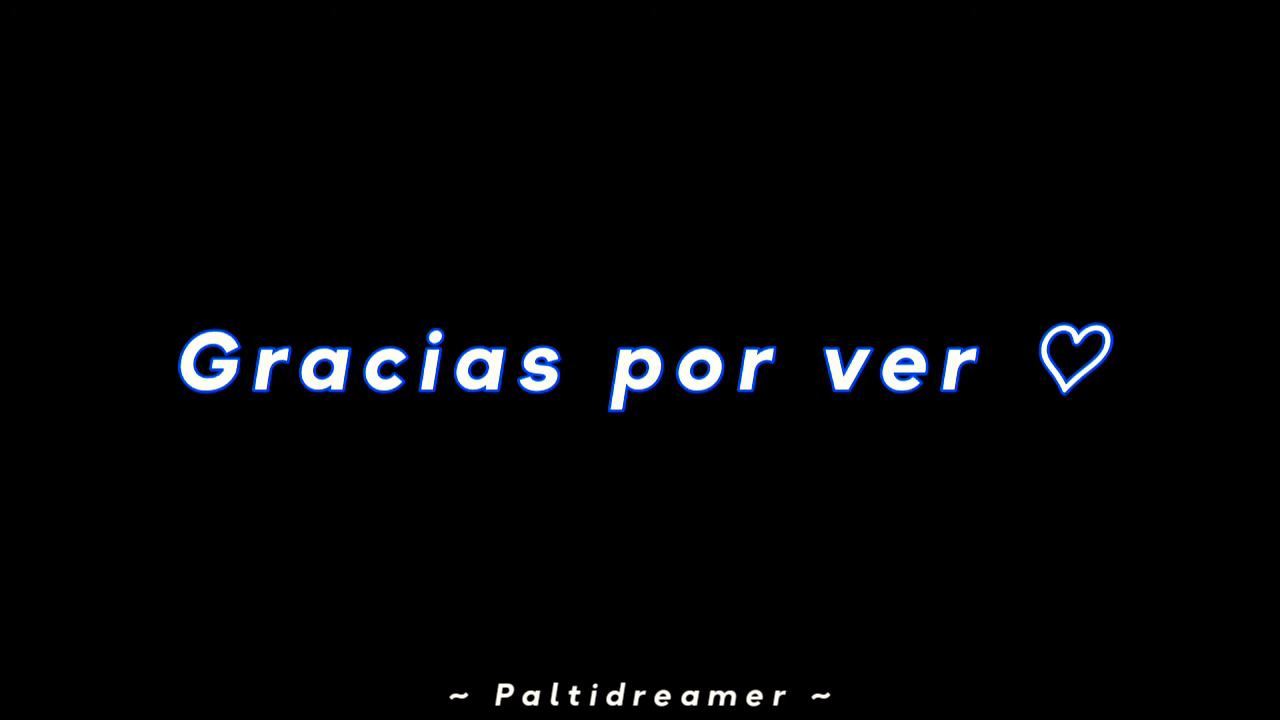 Gracias por ver ♡
~ Paltidreamer ~